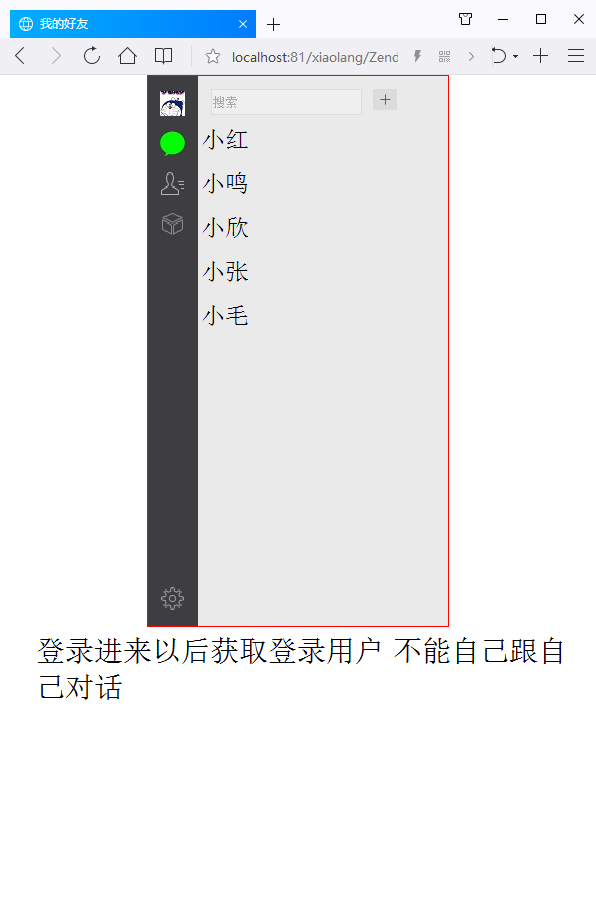 我的好友
localhost:81/xiaolang/Zend
搜索
小红
小鸣
小欣
小张
小毛
登录进来以后获取登录用户 不能自己跟自
己对话